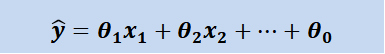 ŷ = θ₁x₁ + θ₂x₂ + ⋯ + θ₀